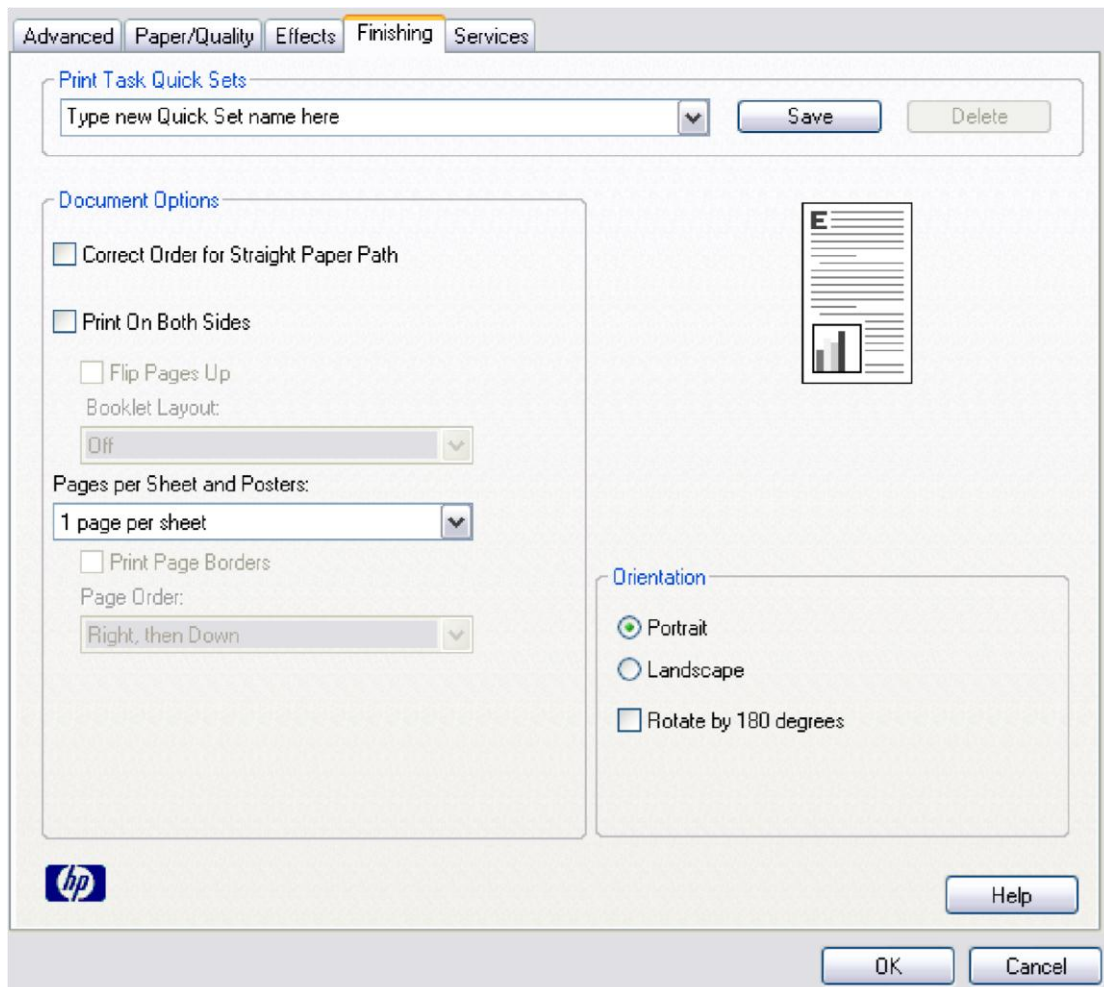 Advanced Paper/Quality Effects Finishing Services
Print Task Quick Sets
Type new Quick Set name here Save Delete
Document Options
E
Correct Order for Straight Paper Path
Print On Both Sides
Flip Pages Up
Booklet Layout:
Off
Pages per Sheet and Posters:
1 page per sheet
Print Page Borders
Page Order:
Right, then Down
Orientation
Portrait
Landscape
Rotate by 180 degrees
hp
Help
OK Cancel